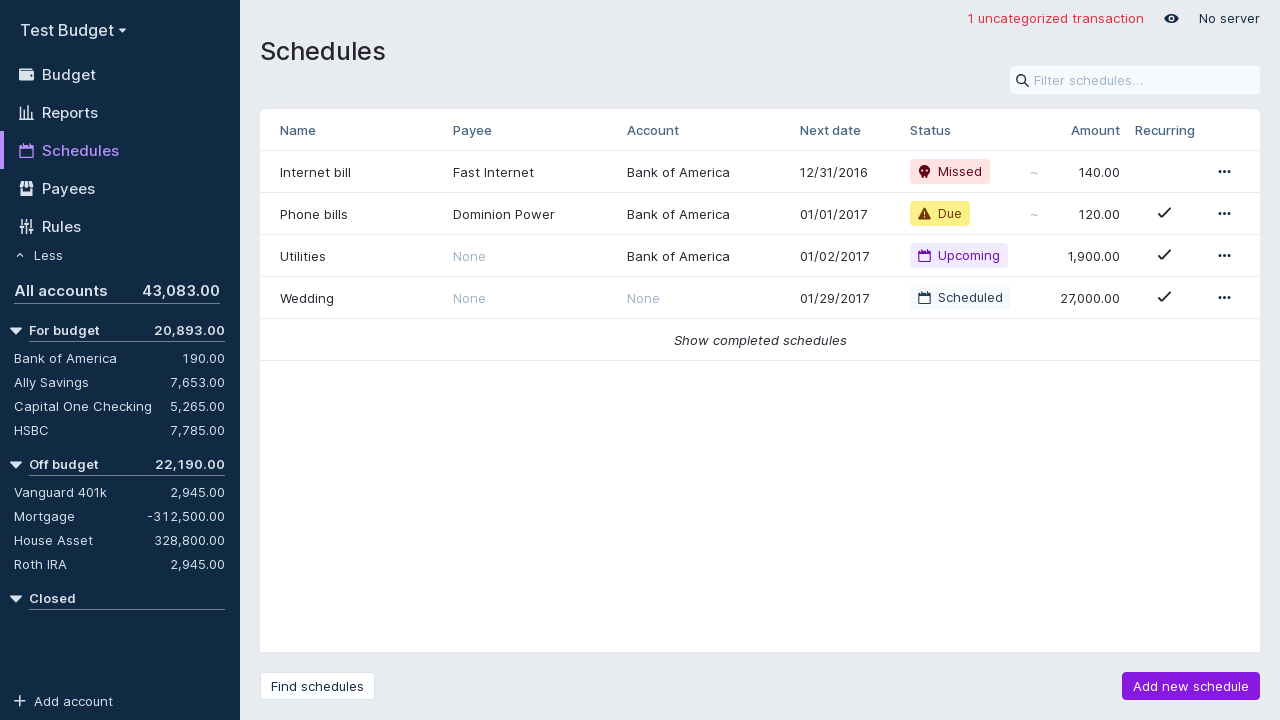 Test Budget
Budget
Reports
Schedules
Payees
Rules
Less
All accounts 43,083.00
For budget 20,893.00
Bank of America 190.00
Ally Savings 7,653.00
Capital One Checking 5,265.00
HSBC 7,785.00
Off budget 22,190.00
Vanguard 401k 2,945.00
Mortgage -312,500.00
House Asset 328,800.00
Roth IRA 2,945.00
Closed
Add account
1 uncategorized transaction No server
Schedules
Filter schedules…
Name Payee Account Next date Status Amount Recurring
Internet bill Fast Internet Bank of America 12/31/2016 Missed ~ 140.00
Phone bills Dominion Power Bank of America 01/01/2017 Due ~ 120.00
Utilities None Bank of America 01/02/2017 Upcoming 1,900.00
Wedding None None 01/29/2017 Scheduled 27,000.00
Show completed schedules
Find schedules Add new schedule